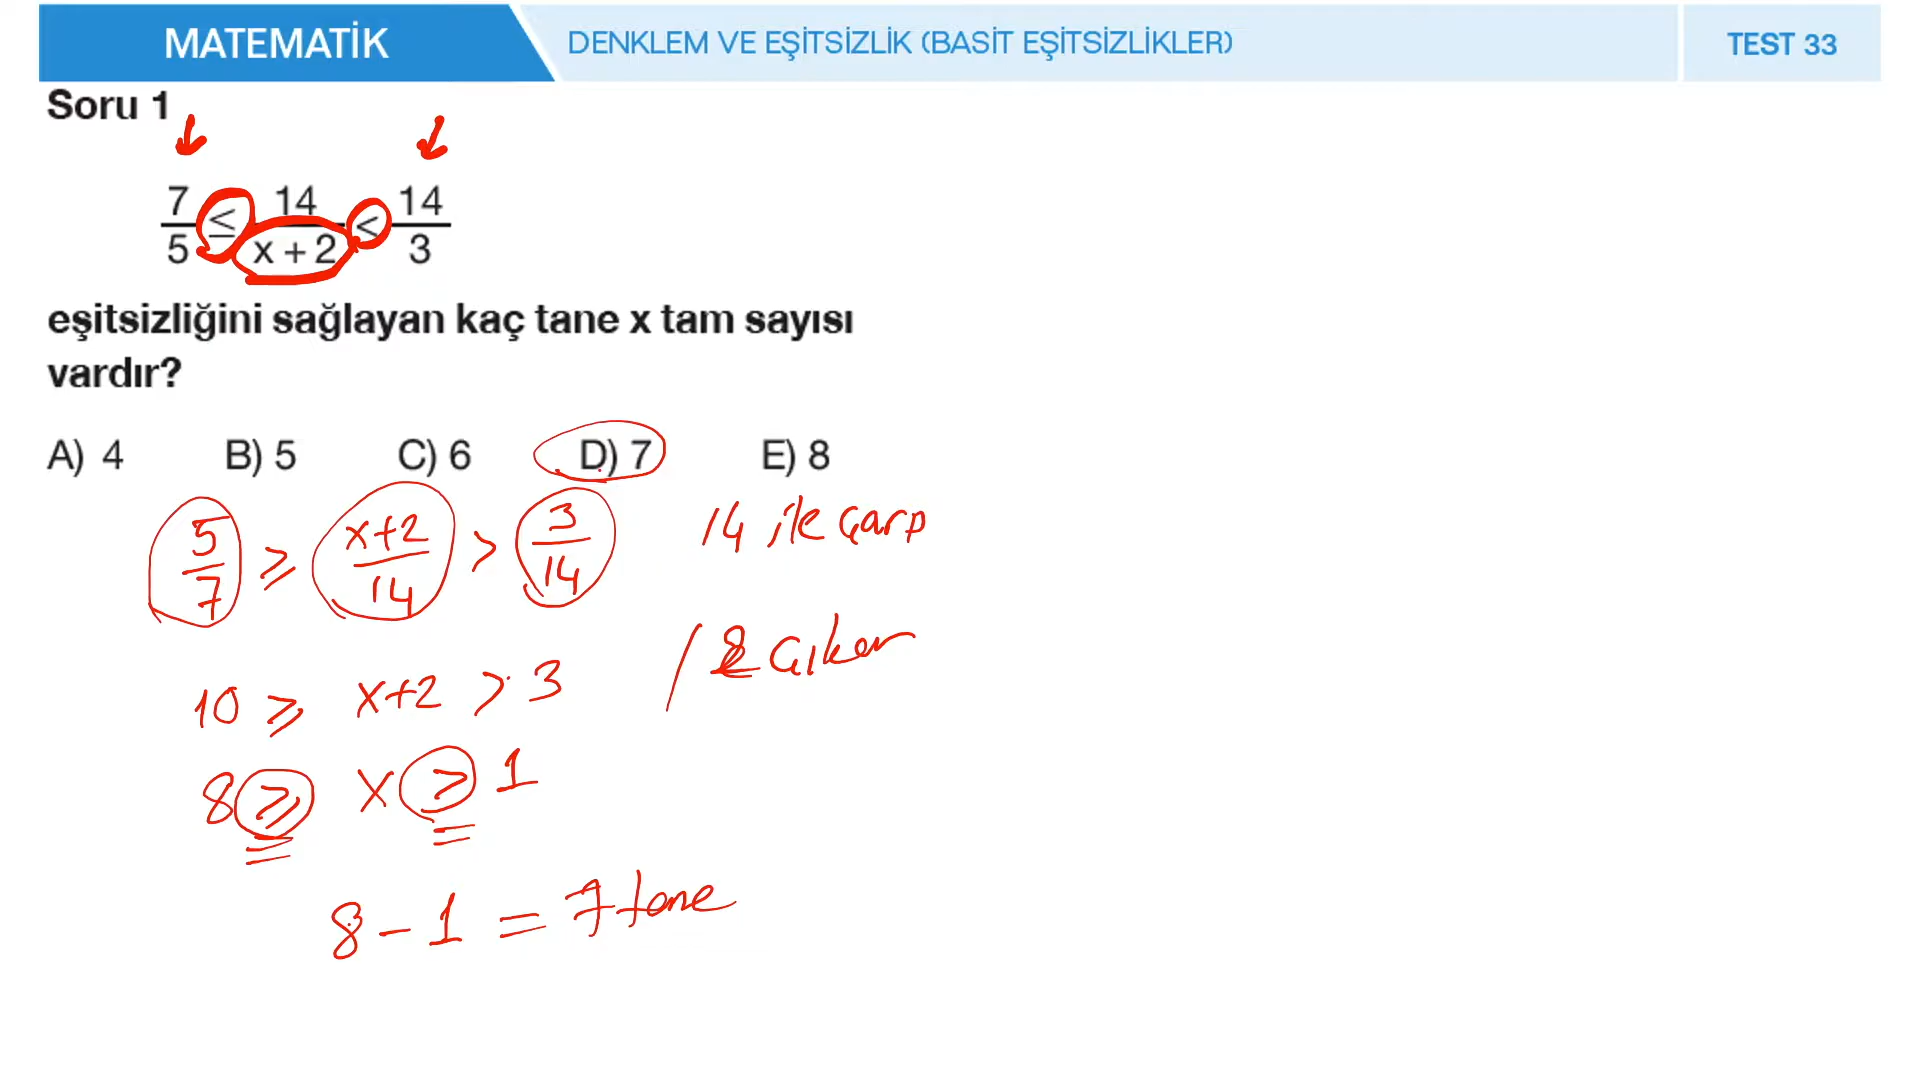 MATEMATİK DENKLEM VE EŞİTSİZLİK (BASİT EŞİTSİZLİKLER) TEST 33
Soru 1
7/5 ≤ 14/(x + 2) < 14/3
eşitsizliğini sağlayan kaç tane x tam sayısı
vardır?
A) 4 B) 5 C) 6 D) 7 E) 8
5/7 ≥ (x+2)/14 > 3/14 14 ile çarp
10 ≥ x+2 > 3 / 2 çıkar
8 ≥ x > 1
8 - 1 = 7 tane